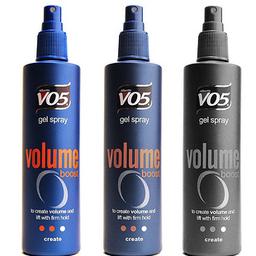 VO5
gel spray
volume
boost
to create volume and
lift with firm hold
create
VO5
gel spray
volume
boost
to create volume and
lift with firm hold
create
VO5
gel spray
volume
boost
to create volume and
lift with firm hold
create